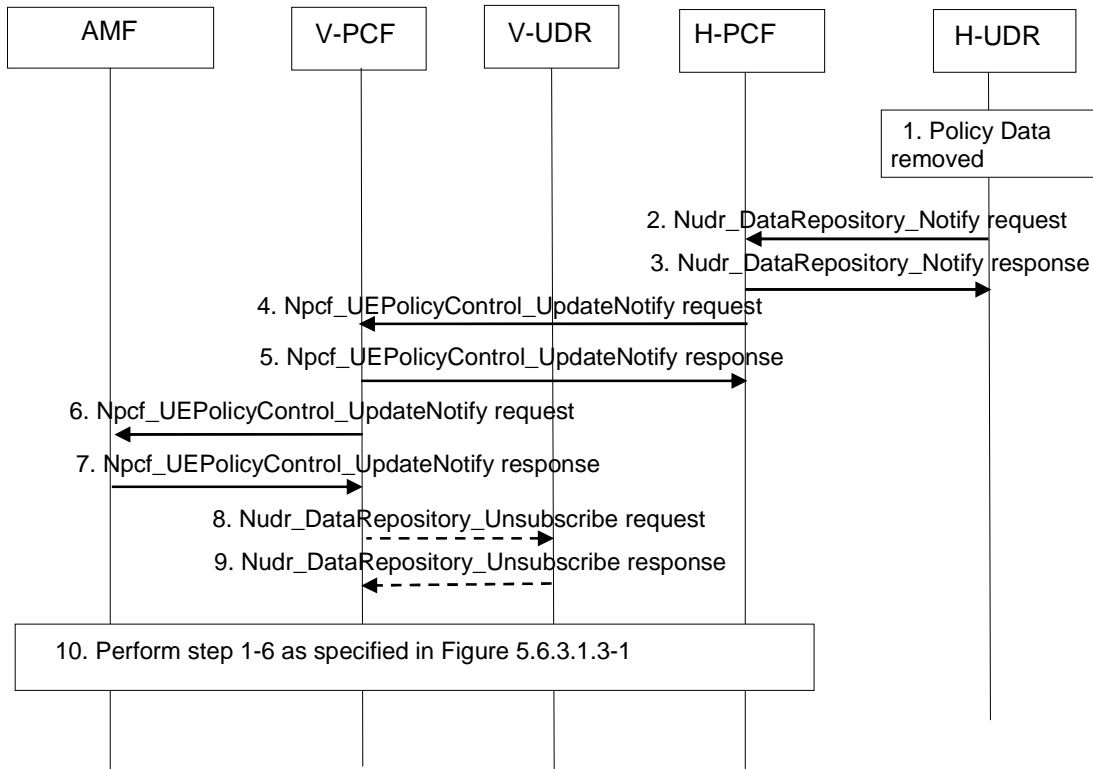 AMF
V-PCF
V-UDR
H-PCF
H-UDR
1. Policy Data
removed
2. Nudr_DataRepository_Notify request
3. Nudr_DataRepository_Notify response
4. Npcf_UEPolicyControl_UpdateNotify request
5. Npcf_UEPolicyControl_UpdateNotify response
6. Npcf_UEPolicyControl_UpdateNotify request
7. Npcf_UEPolicyControl_UpdateNotify response
8. Nudr_DataRepository_Unsubscribe request
9. Nudr_DataRepository_Unsubscribe response
10. Perform step 1-6 as specified in Figure 5.6.3.1.3-1